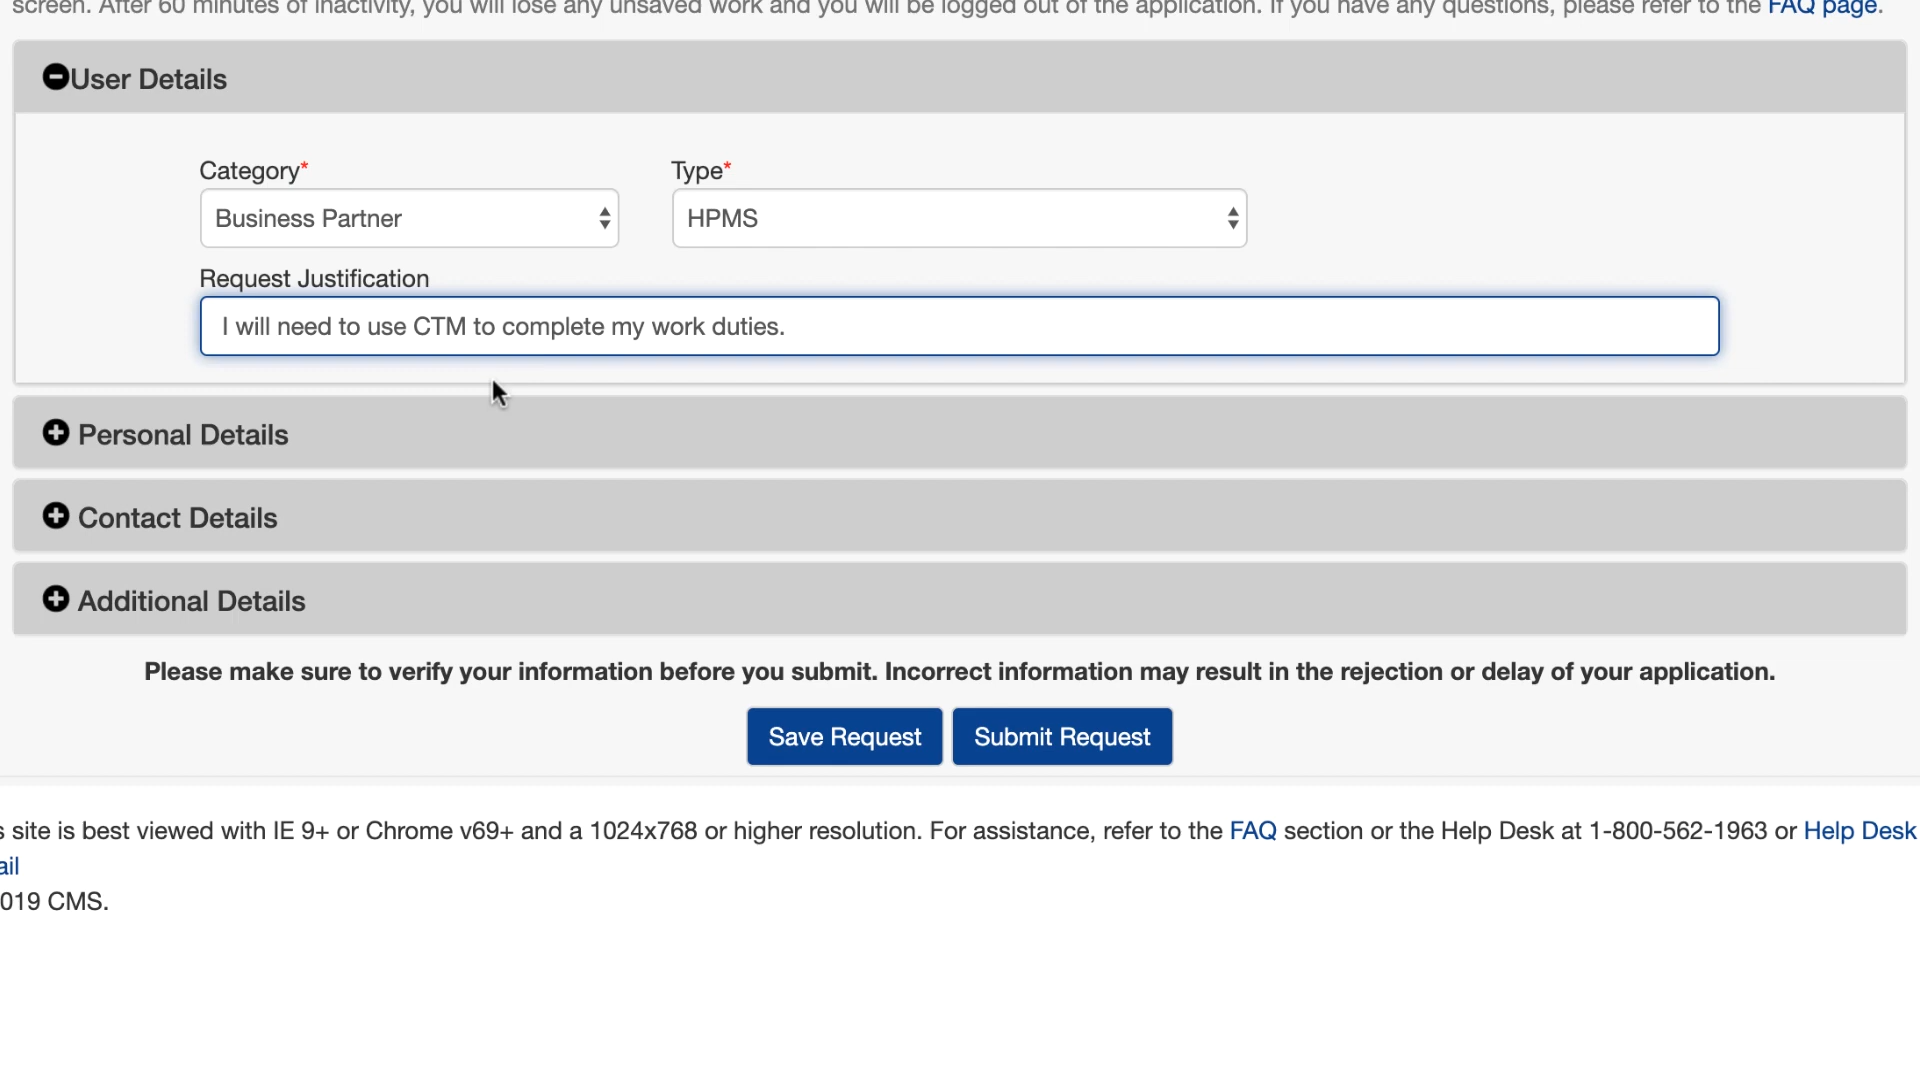 screen. After 60 minutes of inactivity, you will lose any unsaved work and you will be logged out of the application. If you have any questions, please refer to the FAQ page.
User Details
Category* Type*
Business Partner HPMS
Request Justification
I will need to use CTM to complete my work duties.
Personal Details
Contact Details
Additional Details
Please make sure to verify your information before you submit. Incorrect information may result in the rejection or delay of your application.
Save Request Submit Request
s site is best viewed with IE 9+ or Chrome v69+ and a 1024x768 or higher resolution. For assistance, refer to the FAQ section or the Help Desk at 1-800-562-1963 or Help Desk
ail
019 CMS.